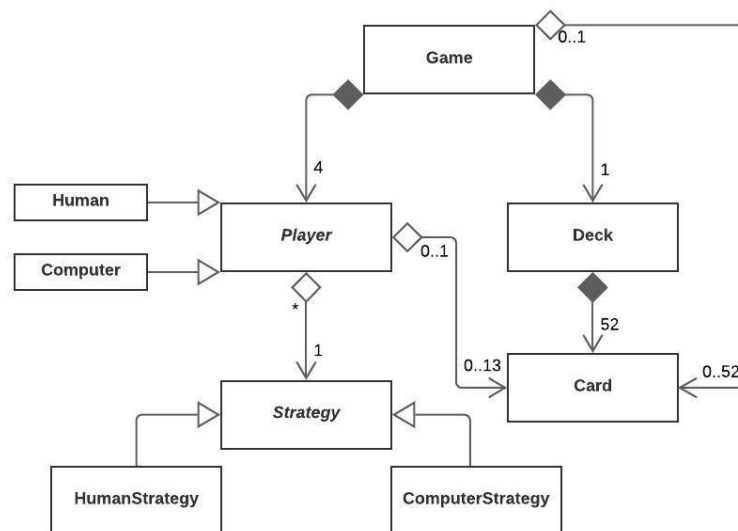 0..1
Game
4
1
Human
Player
Deck
0..1
Computer
*
52
1
0..13
0..52
Card
Strategy
HumanStrategy
ComputerStrategy